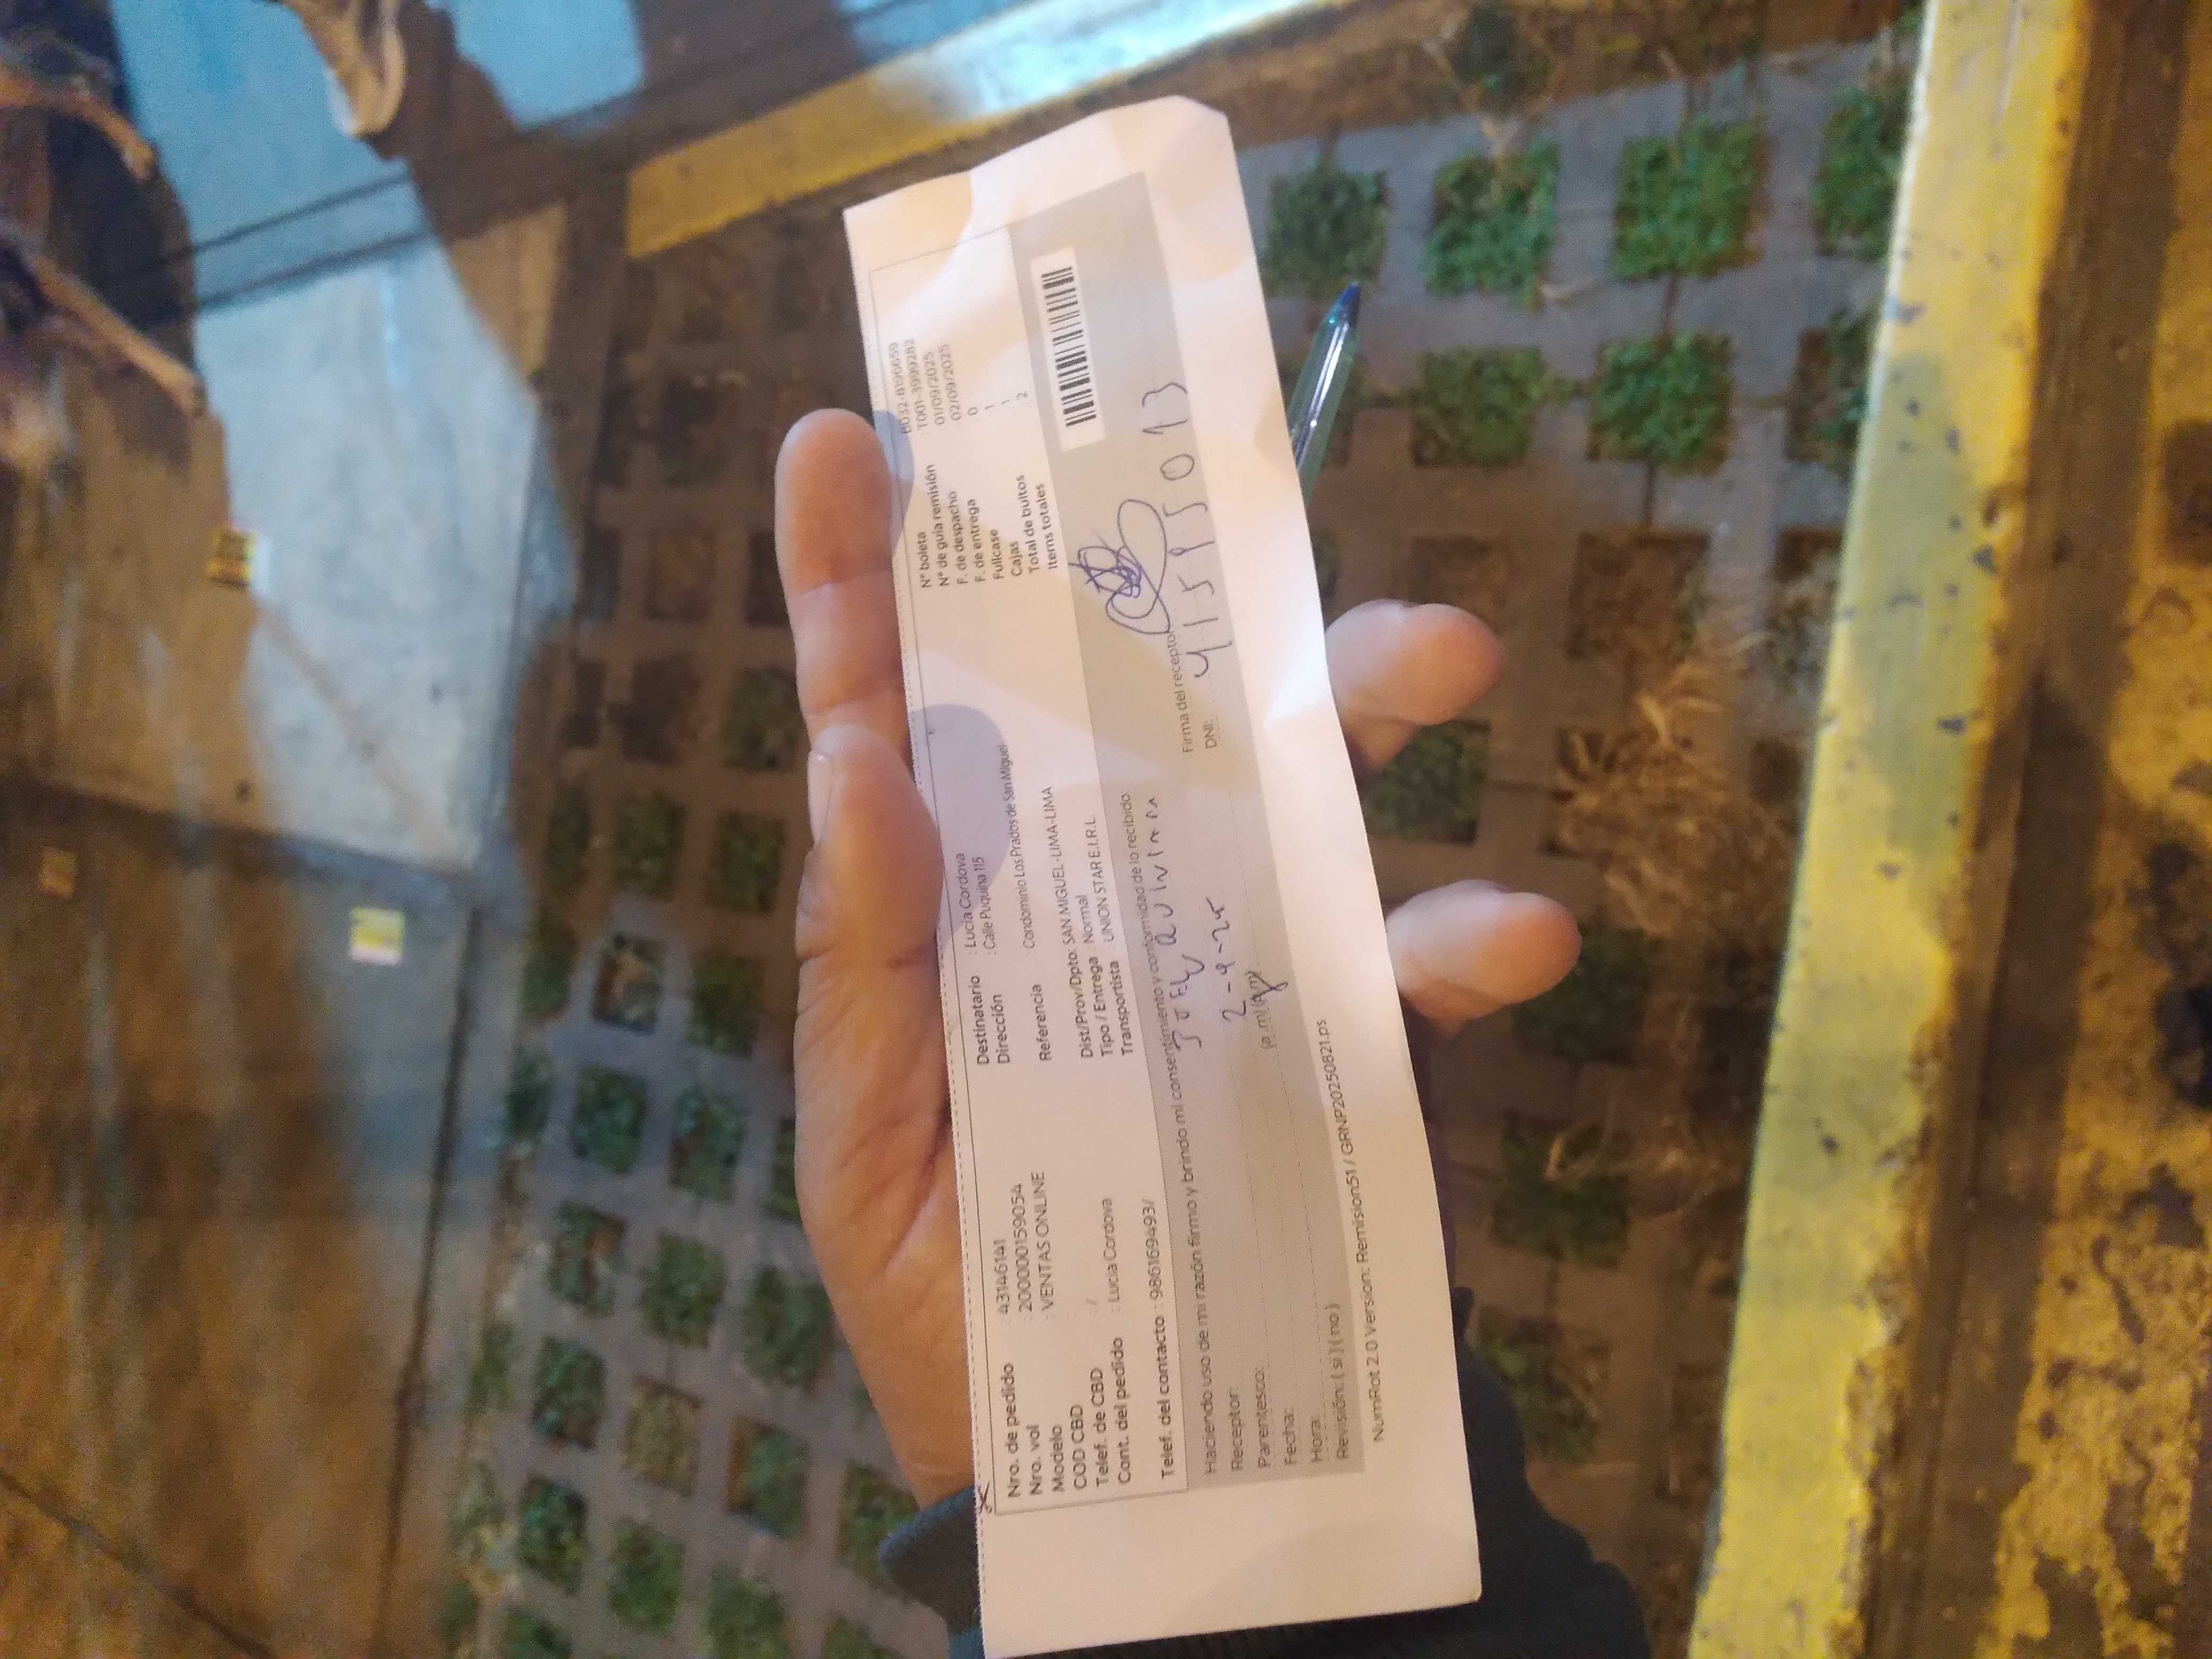 Nro. de pedido : 43146141
Nro. vol : 200000159054
Modelo : VENTAS ONLINE
COD CBD :
Telef. de CBD : /
Cont. del pedido : Lucia Cordova
Telef. del contacto : 986169493/
Destinatario : Lucia Cordova
Dirección : Calle Puquina 115
Referencia : Condominio Los Prados de San Miguel
Dist/Prov/Dpto: SAN MIGUEL-LIMA-LIMA
Tipo / Entrega : Normal
Transportista : UNION STAR E.I.R.L.
N° boleta
N° de guía remisión T001-3999282
F. de despacho 01/09/2025
F. de entrega 02/09/2025
Fullcase 0
Cajas 1
Total de bultos 1
Items totales 2
Haciendo uso de mi razón firmo y brindo mi consentimiento y conformidad de lo recibido
Receptor:
Parentesco:
Fecha: 2-9-25
Hora: (a.m/p.m)
Revisión: ( si ) ( no )
Firma del receptor
DNI:
NumRot 2.0 Version: Remision51 / GRNP20250821.ps